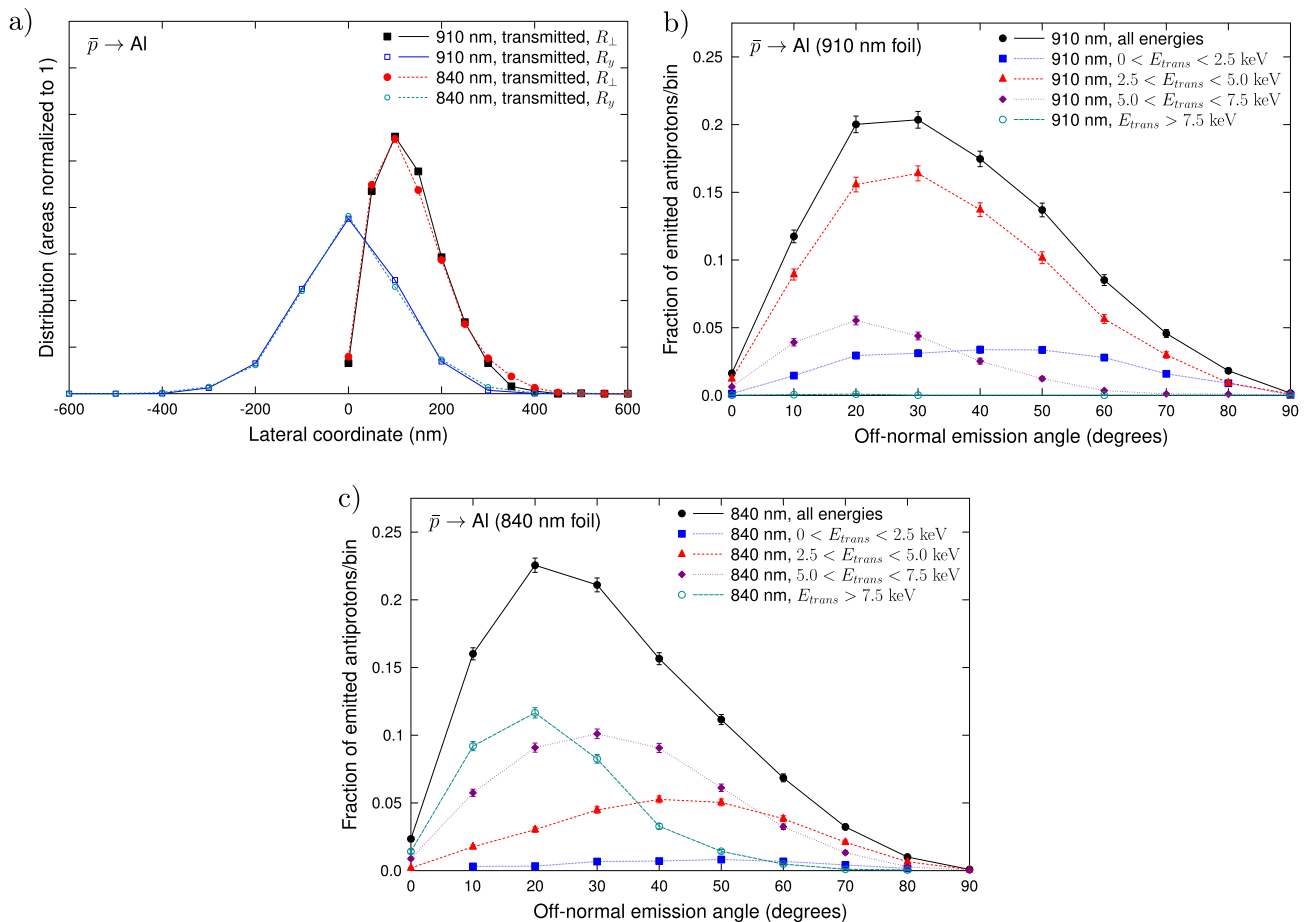 a)
p̄ → Al
910 nm, transmitted, R⊥
910 nm, transmitted, Ry
840 nm, transmitted, R⊥
840 nm, transmitted, Ry
Distribution (areas normalized to 1)
-600 -400 -200 0 200 400 600
Lateral coordinate (nm)
b)
p̄ → Al (910 nm foil)
910 nm, all energies
910 nm, 0 < Etrans < 2.5 keV
910 nm, 2.5 < Etrans < 5.0 keV
910 nm, 5.0 < Etrans < 7.5 keV
910 nm, Etrans > 7.5 keV
Fraction of emitted antiprotons/bin
0.25
0.2
0.15
0.1
0.05
0.0
0 10 20 30 40 50 60 70 80 90
Off-normal emission angle (degrees)
c)
p̄ → Al (840 nm foil)
840 nm, all energies
840 nm, 0 < Etrans < 2.5 keV
840 nm, 2.5 < Etrans < 5.0 keV
840 nm, 5.0 < Etrans < 7.5 keV
840 nm, Etrans > 7.5 keV
Fraction of emitted antiprotons/bin
0.25
0.2
0.15
0.1
0.05
0.0
0 10 20 30 40 50 60 70 80 90
Off-normal emission angle (degrees)